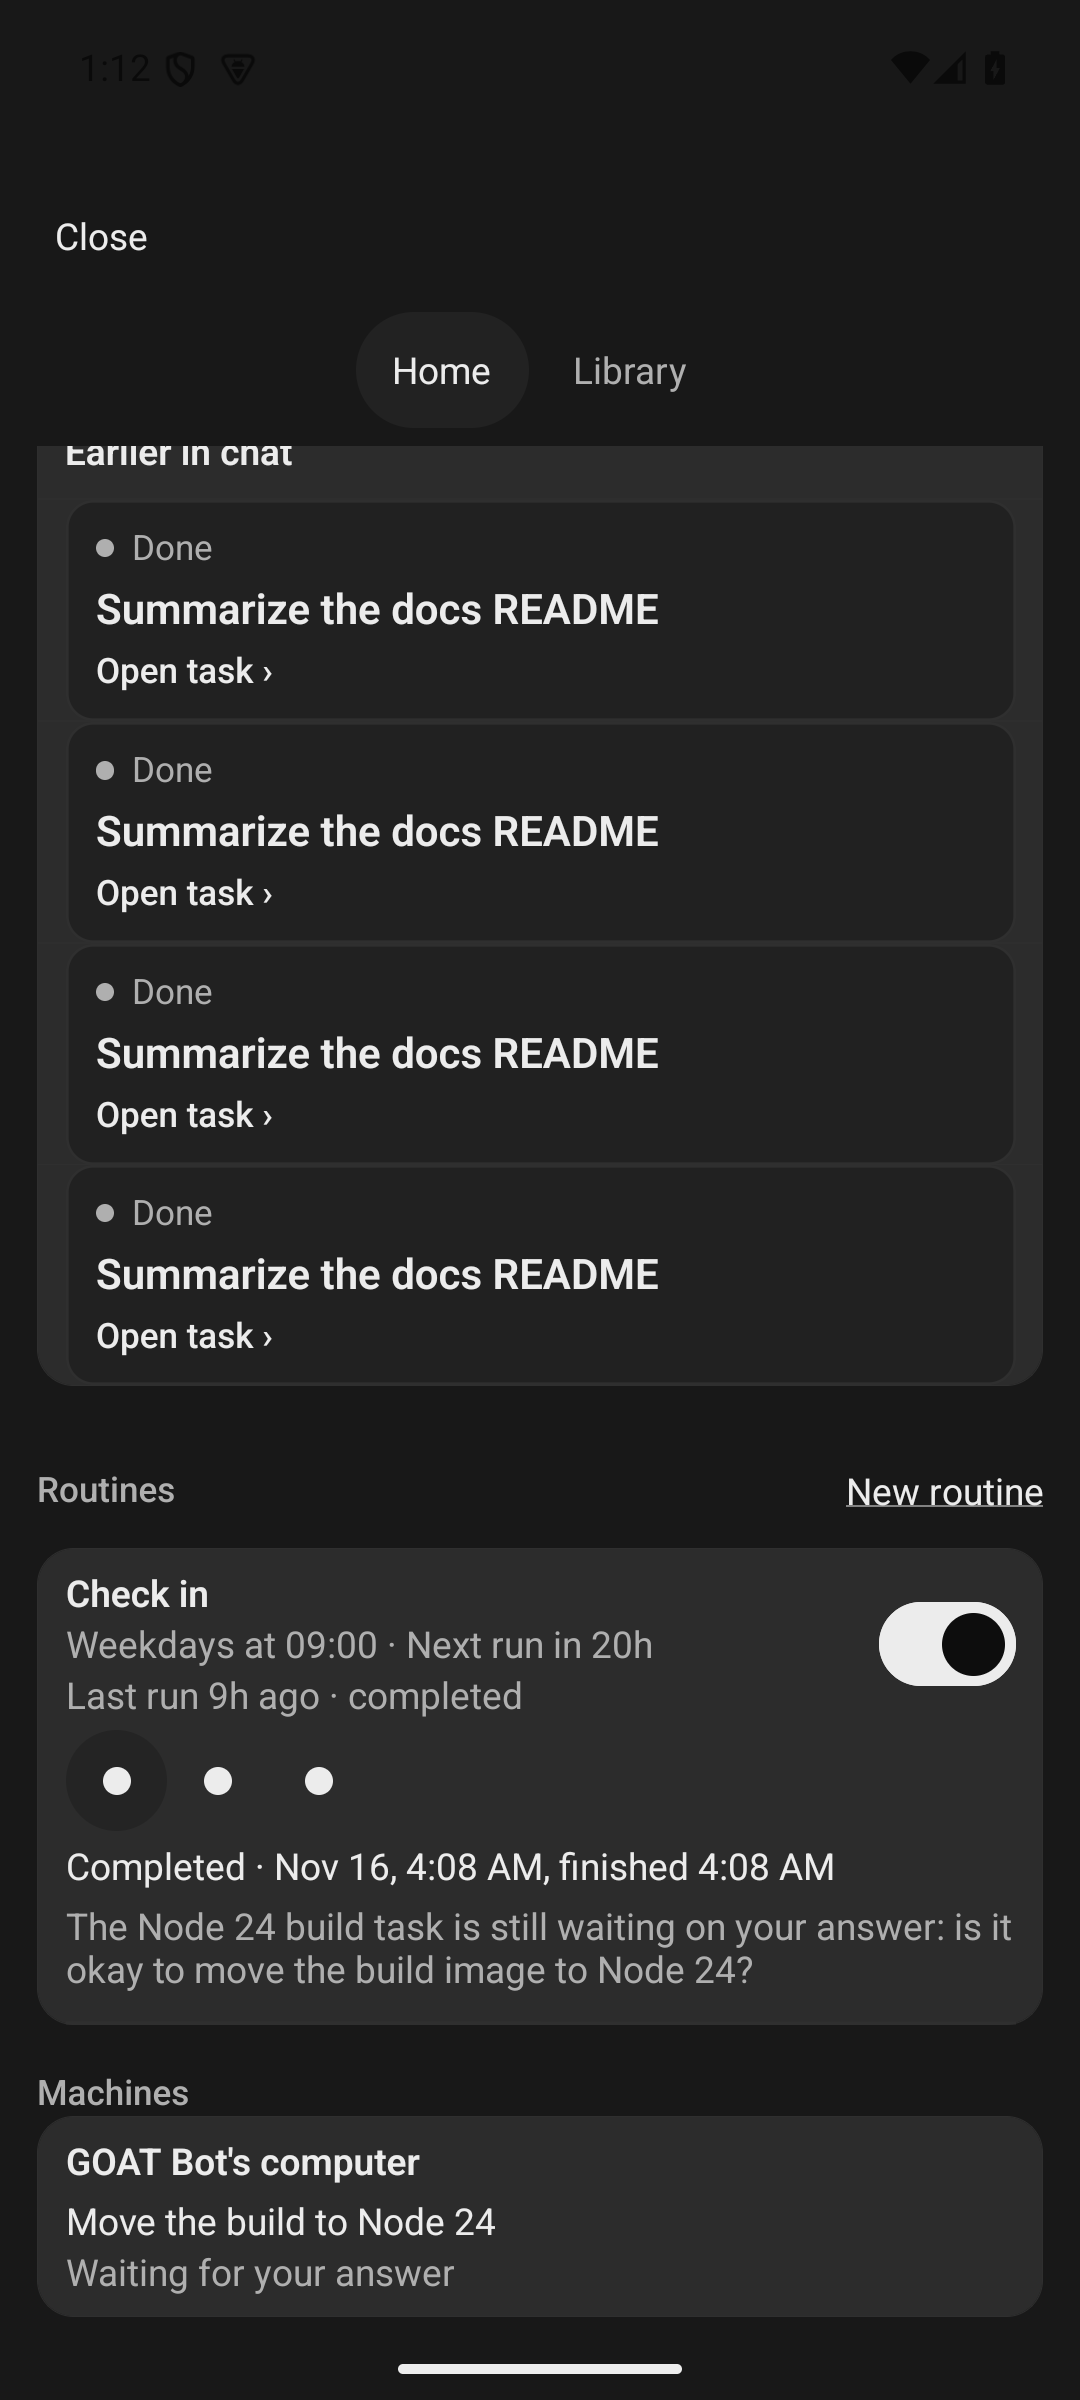 1:12
Close
Home
Library
Earlier in chat
Done
Summarize the docs README
Open task ›
Done
Summarize the docs README
Open task ›
Done
Summarize the docs README
Open task ›
Done
Summarize the docs README
Open task ›
Routines
New routine
Check in
Weekdays at 09:00 · Next run in 20h
Last run 9h ago · completed
Completed · Nov 16, 4:08 AM, finished 4:08 AM
The Node 24 build task is still waiting on your answer: is it
okay to move the build image to Node 24?
Machines
GOAT Bot's computer
Move the build to Node 24
Waiting for your answer